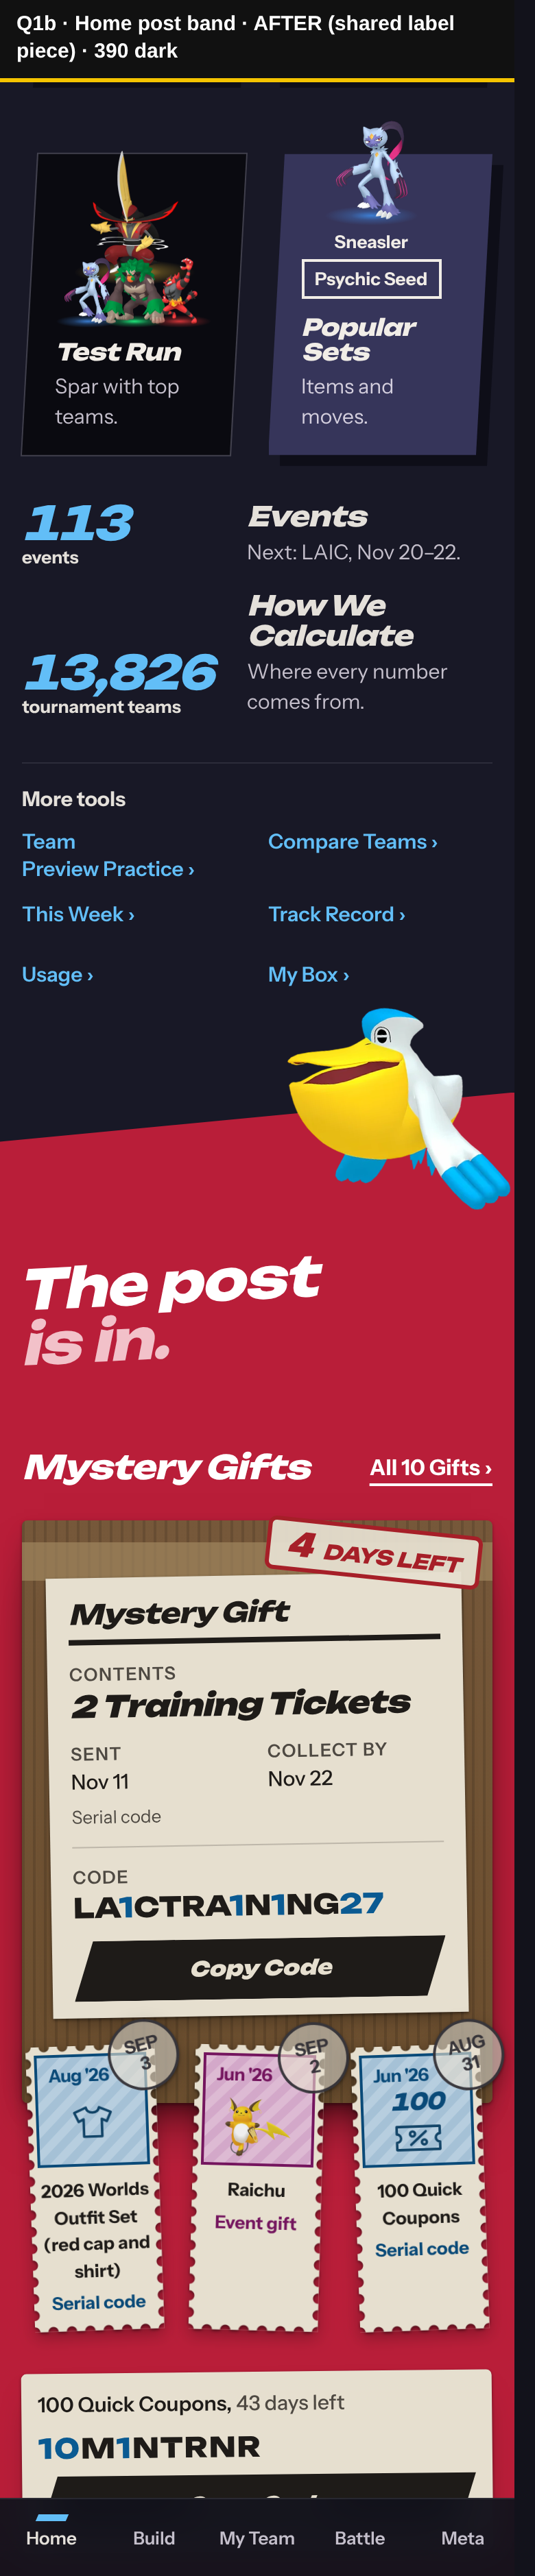 Q1b · Home post band · AFTER (shared label
piece) · 390 dark
Sneasler
Psychic Seed
Test Run
Spar with top
teams.
Popular
Sets
Items and
moves.
113
events
Events
Next: LAIC, Nov 20–22.
13,826
tournament teams
How We
Calculate
Where every number
comes from.
More tools
Team
Preview Practice ›
Compare Teams ›
This Week ›
Track Record ›
Usage ›
My Box ›
The post
is in.
Mystery Gifts
All 10 Gifts ›
4 DAYS LEFT
Mystery Gift
CONTENTS
2 Training Tickets
SENT
Nov 11
COLLECT BY
Nov 22
Serial code
CODE
LA1CTRA1N1NG27
Copy Code
Aug '26
SEP
3
2026 Worlds
Outfit Set
(red cap and
shirt)
Serial code
Jun '26
SEP
2
Raichu
Event gift
Jun '26
AUG
31
100
%
100 Quick
Coupons
Serial code
100 Quick Coupons, 43 days left
10M1NTRNR
Home
Build
My Team
Battle
Meta